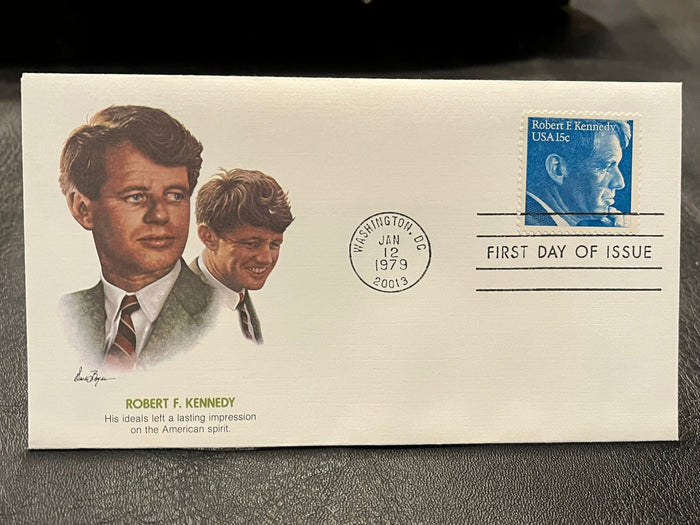 Robert F. Kennedy
USA 15c
WASHINGTON, DC
JAN
12
1979
20013
FIRST DAY OF ISSUE
ROBERT F. KENNEDY
His ideals left a lasting impression
on the American spirit.